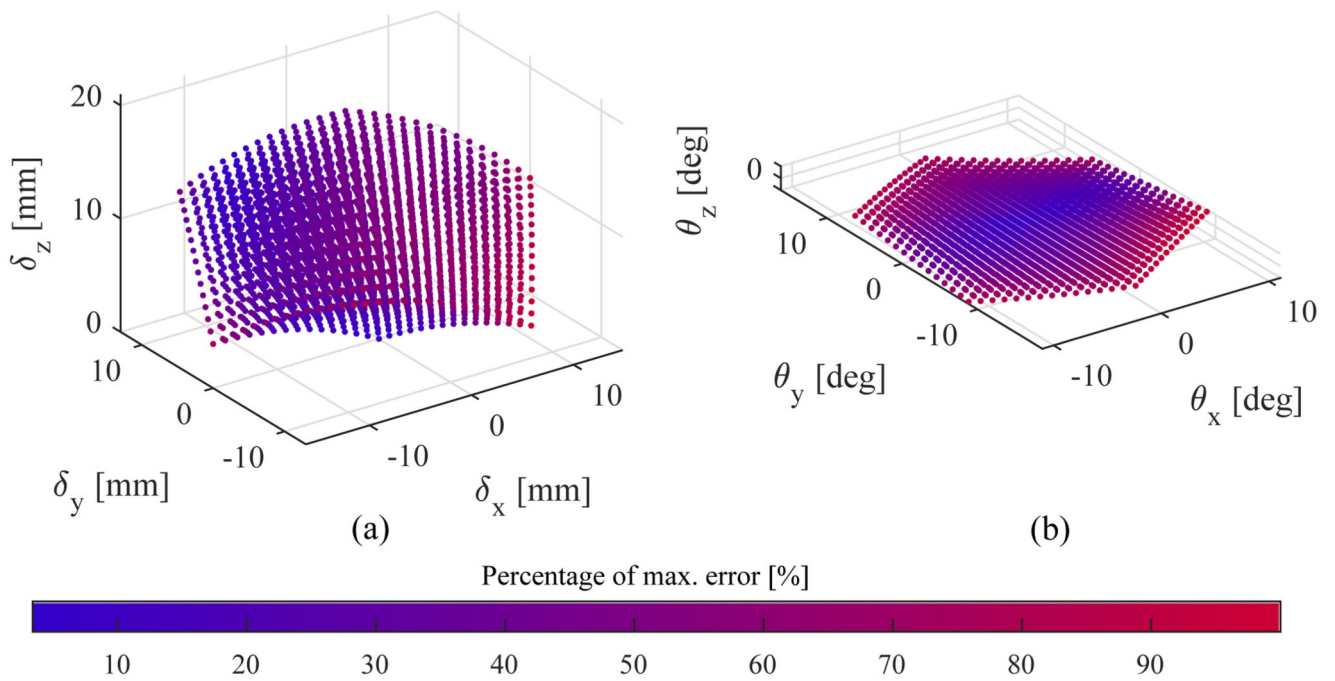 20
10
0
δz [mm]
10
0
-10
δy [mm]
-10
0
10
δx [mm]
(a)
0
θz [deg]
10
0
-10
θy [deg]
-10
0
10
θx [deg]
(b)
Percentage of max. error [%]
10 20 30 40 50 60 70 80 90